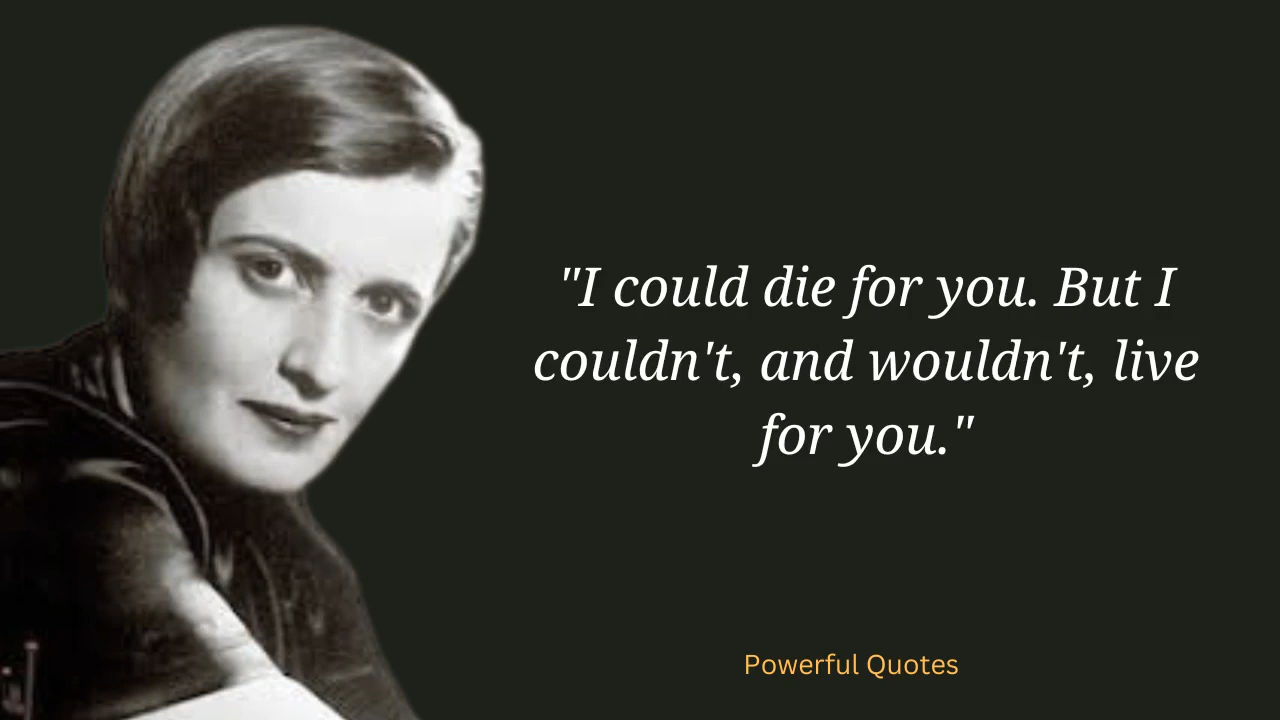 "I could die for you. But I
couldn't, and wouldn't, live
for you."
Powerful Quotes